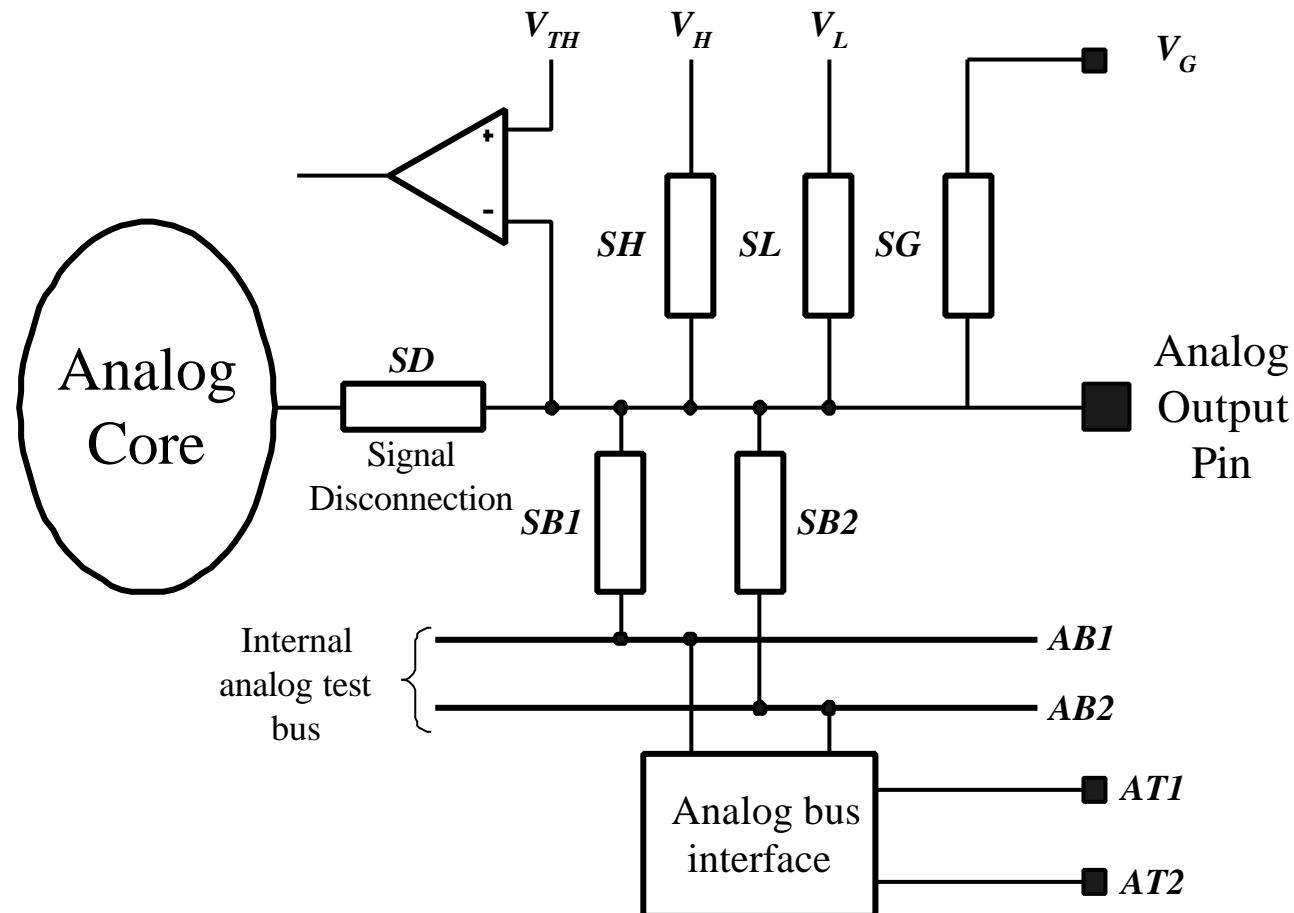 V_TH
V_H
V_L
V_G
+
-
SH
SL
SG
Analog
Core
SD
Signal
Disconnection
Analog
Output
Pin
SB1
SB2
Internal
analog test
bus
AB1
AB2
Analog bus
interface
AT1
AT2